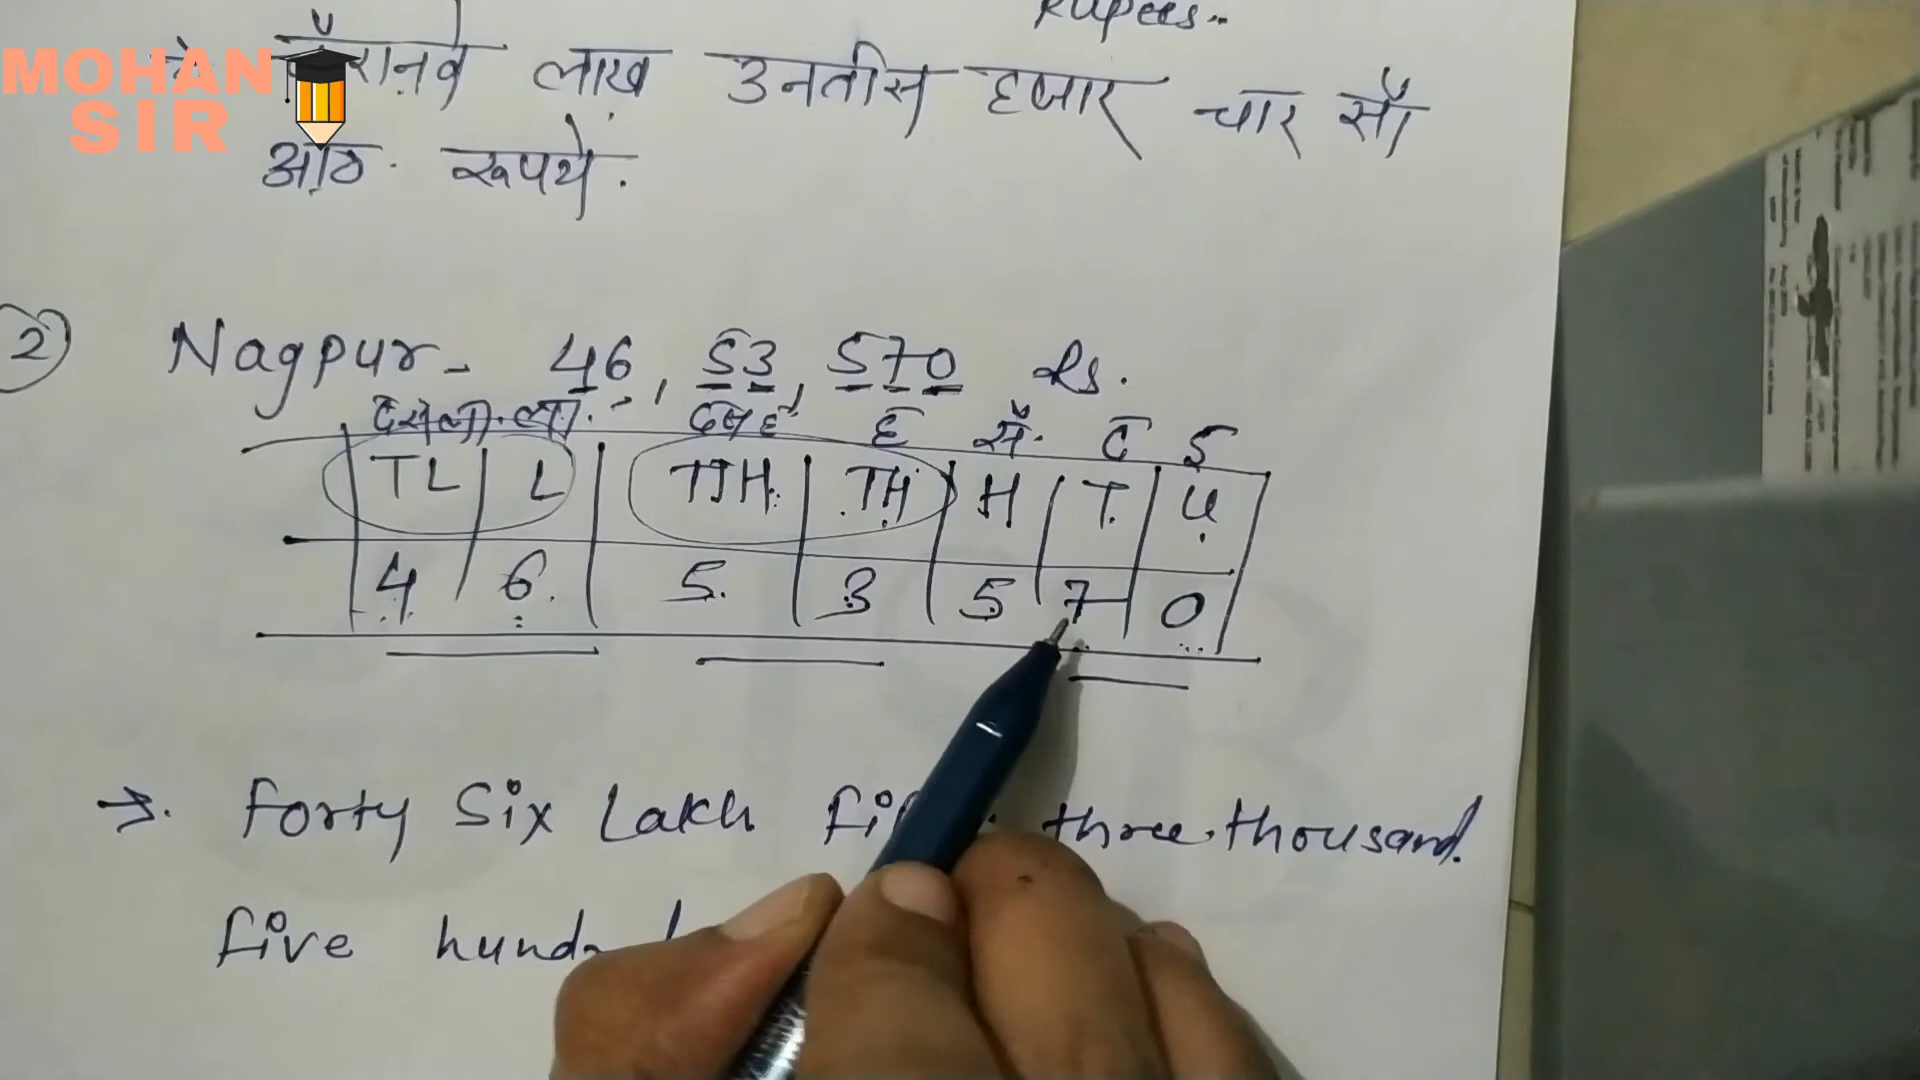 Rupees..
लाख उनतीस हजार चार सौ
आठ रूपये.
MOHAN
SIR
2 Nagpur - 46, 53, 570 Rs.
ह सौ. द इ
TL L TTH TH H T U
4 6 5 3 5 7 0
→ Forty Six Lakh three thousand.
five